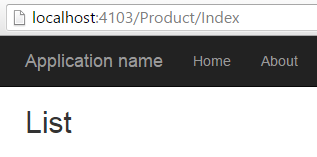 localhost:4103/Product/Index
Application name Home About
List